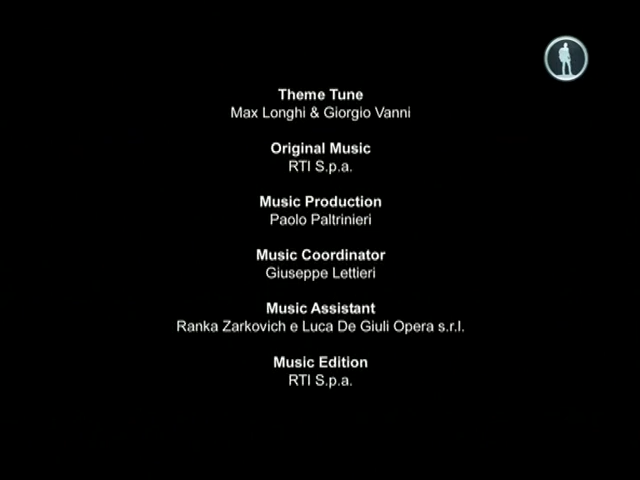 Theme Tune
Max Longhi & Giorgio Vanni
Original Music
RTI S.p.a.
Music Production
Paolo Paltrinieri
Music Coordinator
Giuseppe Lettieri
Music Assistant
Ranka Zarkovich e Luca De Giuli Opera s.r.l.
Music Edition
RTI S.p.a.